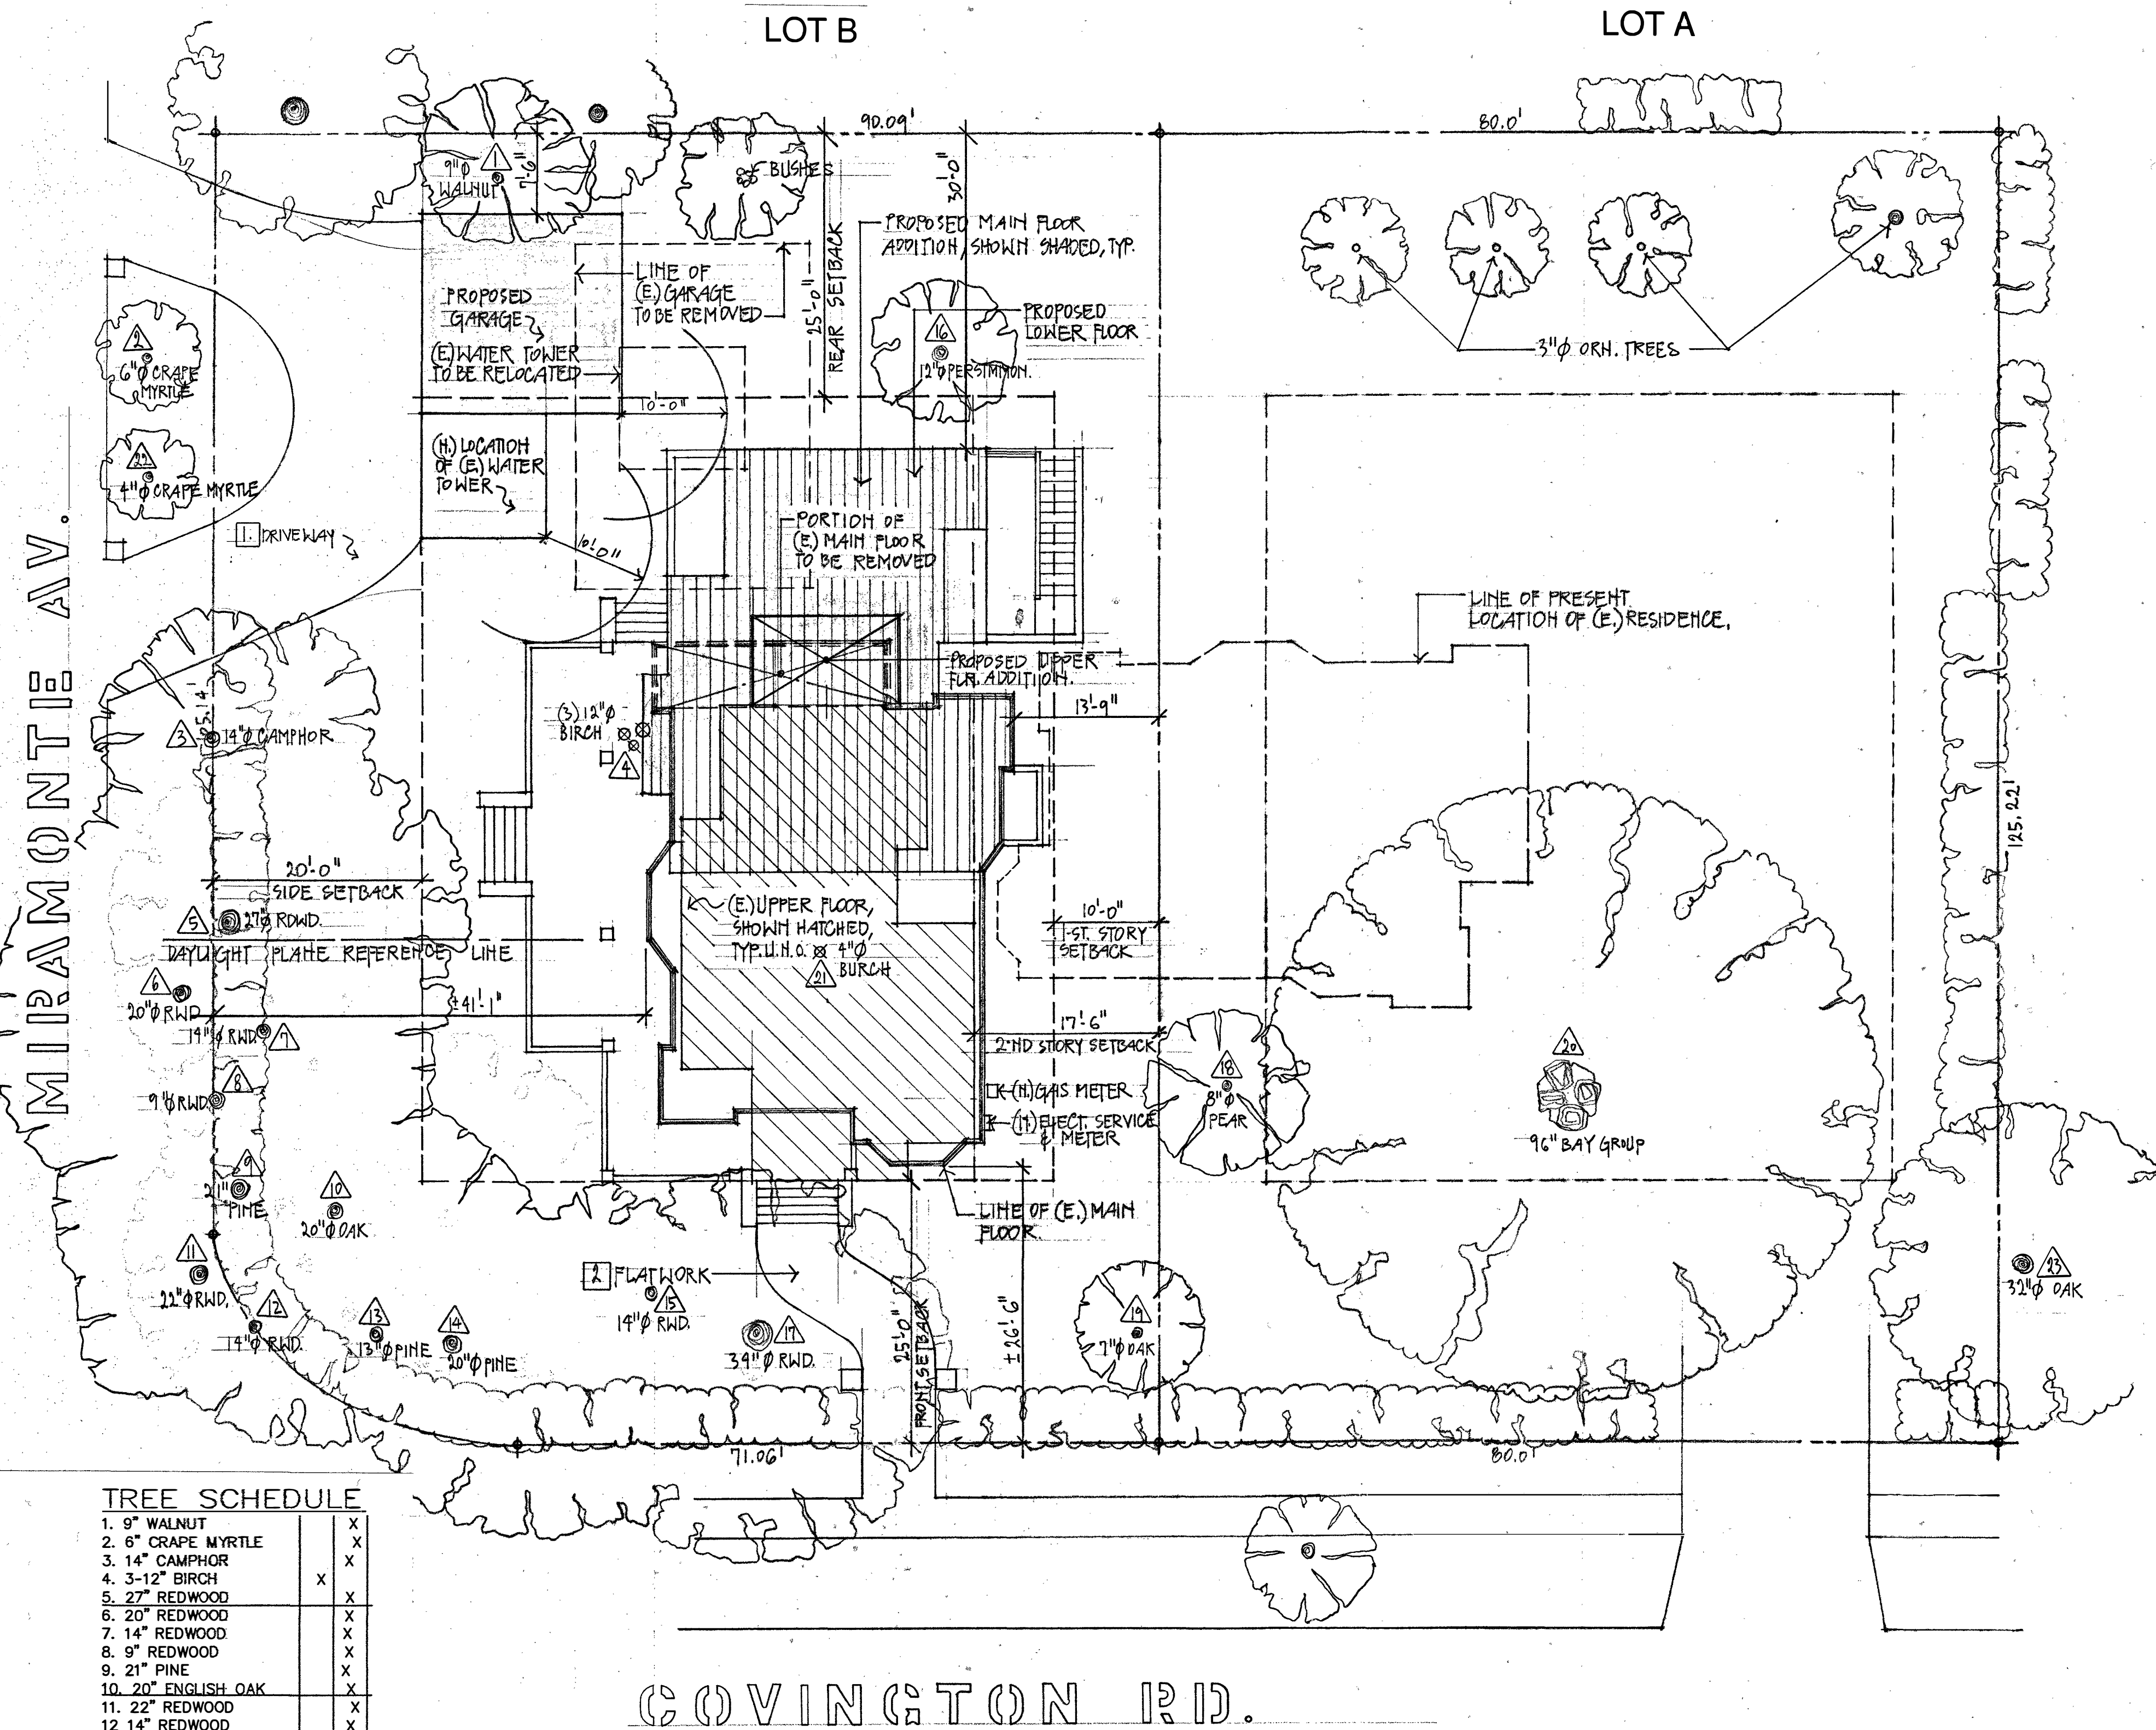 LOT B
LOT A
90.09'
80.0'
9"Ø
WALNUT
1
7'-6"
BUSHES
30'-0"
PROPOSED MAIN FLOOR
ADDITION, SHOWN SHADED, TYP.
REAR SETBACK
25'-0"
LINE OF
(E.) GARAGE
TO BE REMOVED
PROPOSED
GARAGE
(E.) WATER TOWER
TO BE RELOCATED
10'-0"
2
6"Ø CRAPE
MYRTLE
22
4"Ø CRAPE MYRTLE
16
12"Ø PERSIMMON.
PROPOSED
LOWER FLOOR
3"Ø ORN. TREES
(N.) LOCATION
OF (E.) WATER
TOWER
1. DRIVEWAY
10'-0"
PORTION OF
(E.) MAIN FLOOR
TO BE REMOVED
MIRAMONTE AV.
LINE OF PRESENT
LOCATION OF (E.) RESIDENCE.
PROPOSED UPPER
FLR. ADDITION.
13'-9"
3
14"Ø CAMPHOR
(3) 12"Ø
BIRCH
4
125.22'
20'-0"
SIDE SETBACK
5
27"Ø RDWD.
DAYLIGHT PLANE REFERENCE LINE
(E.) UPPER FLOOR,
SHOWN HATCHED,
TYP. U.N.O.
4"Ø
BURCH
21
10'-0"
1-ST. STORY
SETBACK
6
20"Ø RWD.
±41'-1"
14"Ø RWD.
7
17'-6"
2-ND STORY SETBACK
8
9"Ø RWD.
(N.) GAS METER
(N.) ELECT. SERVICE
& METER
18
8"Ø
PEAR
20
96" BAY GROUP
9
21"
PINE
10
20"Ø OAK
LINE OF (E.) MAIN
FLOOR.
11
22"Ø RWD.
2 FLATWORK
12
14"Ø RWD.
13
13"Ø PINE
14
20"Ø PINE
15
14"Ø RWD.
17
34"Ø RWD.
25'-0"
FRONT SETBACK
±26'-6"
19
7"Ø OAK
23
32"Ø OAK
71.06'
80.0'
TREE SCHEDULE
1. 9" WALNUT X
2. 6" CRAPE MYRTLE X
3. 14" CAMPHOR X
4. 3-12" BIRCH X
5. 27" REDWOOD X
6. 20" REDWOOD X
7. 14" REDWOOD X
8. 9" REDWOOD X
9. 21" PINE X
10. 20" ENGLISH OAK X
11. 22" REDWOOD X
12 14" REDWOOD X
COVINGTON RD.